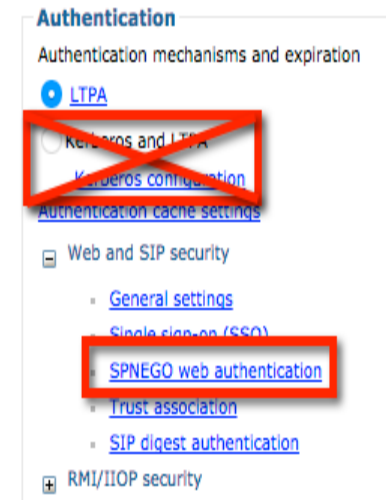 Authentication
Authentication mechanisms and expiration
LTPA
Kerberos and LTPA
Kerberos configuration
Authentication cache settings
Web and SIP security
General settings
Single sign-on (SSO)
SPNEGO web authentication
Trust association
SIP digest authentication
RMI/IIOP security